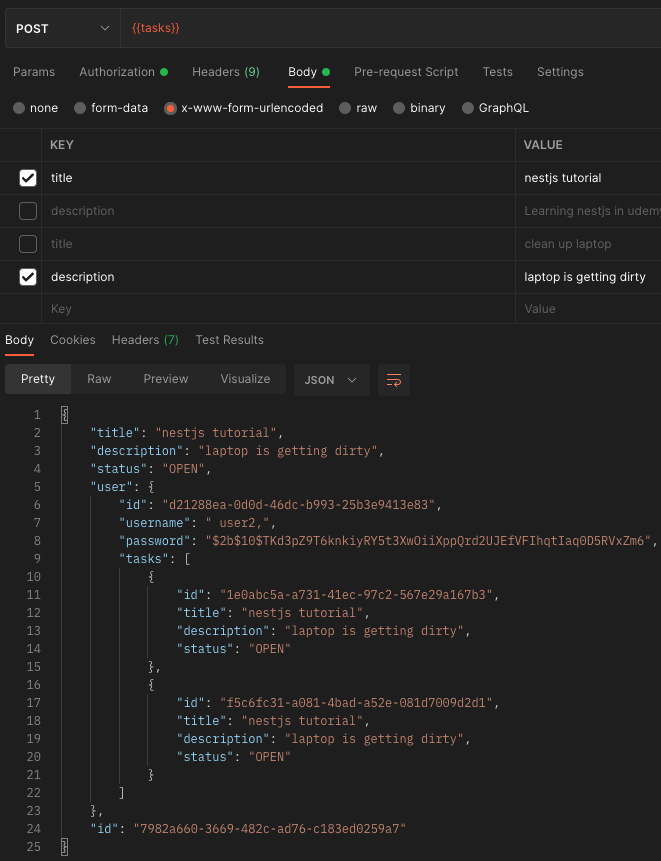 POST {{tasks}}
Params Authorization Headers (9) Body Pre-request Script Tests Settings
none form-data x-www-form-urlencoded raw binary GraphQL
KEY VALUE
title nestjs tutorial
description Learning nestjs in udemy
title clean up laptop
description laptop is getting dirty
Key Value
Body Cookies Headers (7) Test Results
Pretty Raw Preview Visualize JSON
1 {
2 "title": "nestjs tutorial",
3 "description": "laptop is getting dirty",
4 "status": "OPEN",
5 "user": {
6 "id": "d21288ea-0d0d-46dc-b993-25b3e9413e83",
7 "username": " user2,",
8 "password": "$2b$10$TKd3pZ9T6knkiyRY5t3XwOiiXppQrd2UJEfVFIhqtIaq0D5RVxZm6",
9 "tasks": [
10 {
11 "id": "1e0abc5a-a731-41ec-97c2-567e29a167b3",
12 "title": "nestjs tutorial",
13 "description": "laptop is getting dirty",
14 "status": "OPEN"
15 },
16 {
17 "id": "f5c6fc31-a081-4bad-a52e-081d7009d2d1",
18 "title": "nestjs tutorial",
19 "description": "laptop is getting dirty",
20 "status": "OPEN"
21 }
22 ]
23 },
24 "id": "7982a660-3669-482c-ad76-c183ed0259a7"
25 }